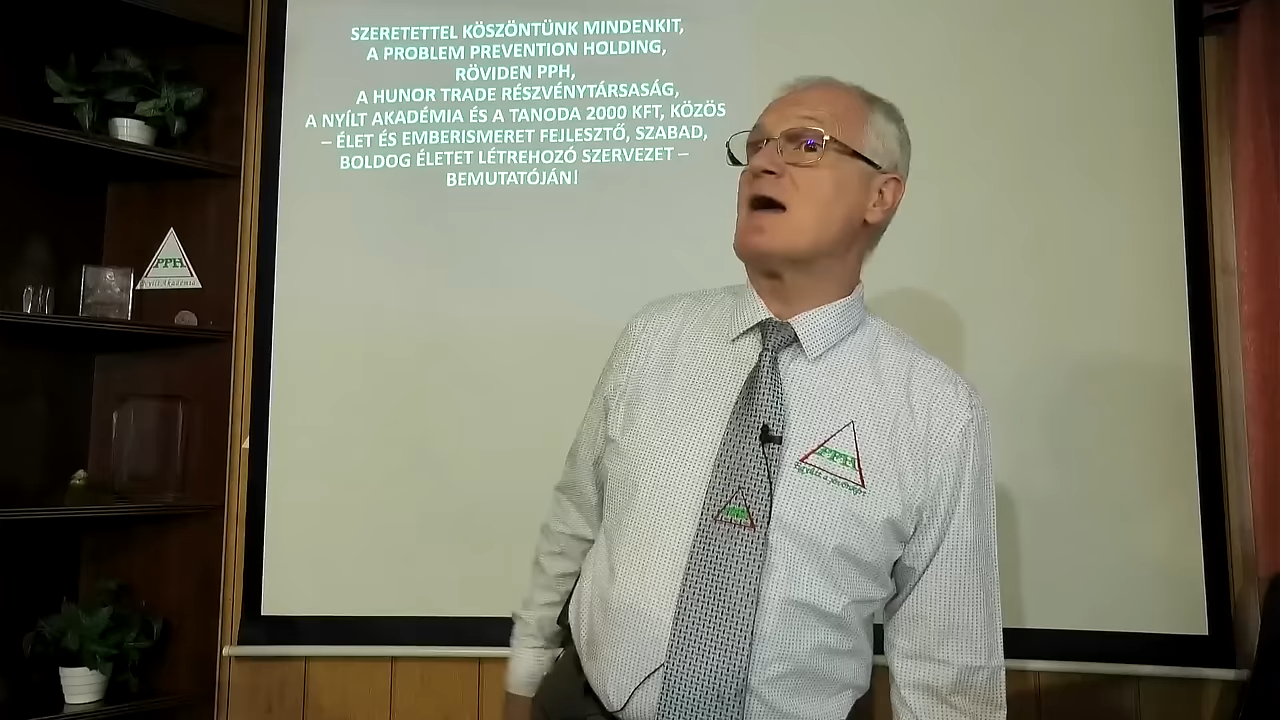 SZERETETTEL KÖSZÖNTÜNK MINDENKIT,
A PROBLEM PREVENTION HOLDING,
RÖVIDEN PPH,
A HUNOR TRADE RÉSZVÉNYTÁRSASÁG,
A NYÍLT AKADÉMIA ÉS A TANODA 2000 KFT, KÖZÖS
– ÉLET ÉS EMBERISMERET FEJLESZTŐ, SZABAD,
BOLDOG ÉLETET LÉTREHOZÓ SZERVEZET –
BEMUTATÓJÁN!
PPH
Nyílt Akadémia
PPH
PPH